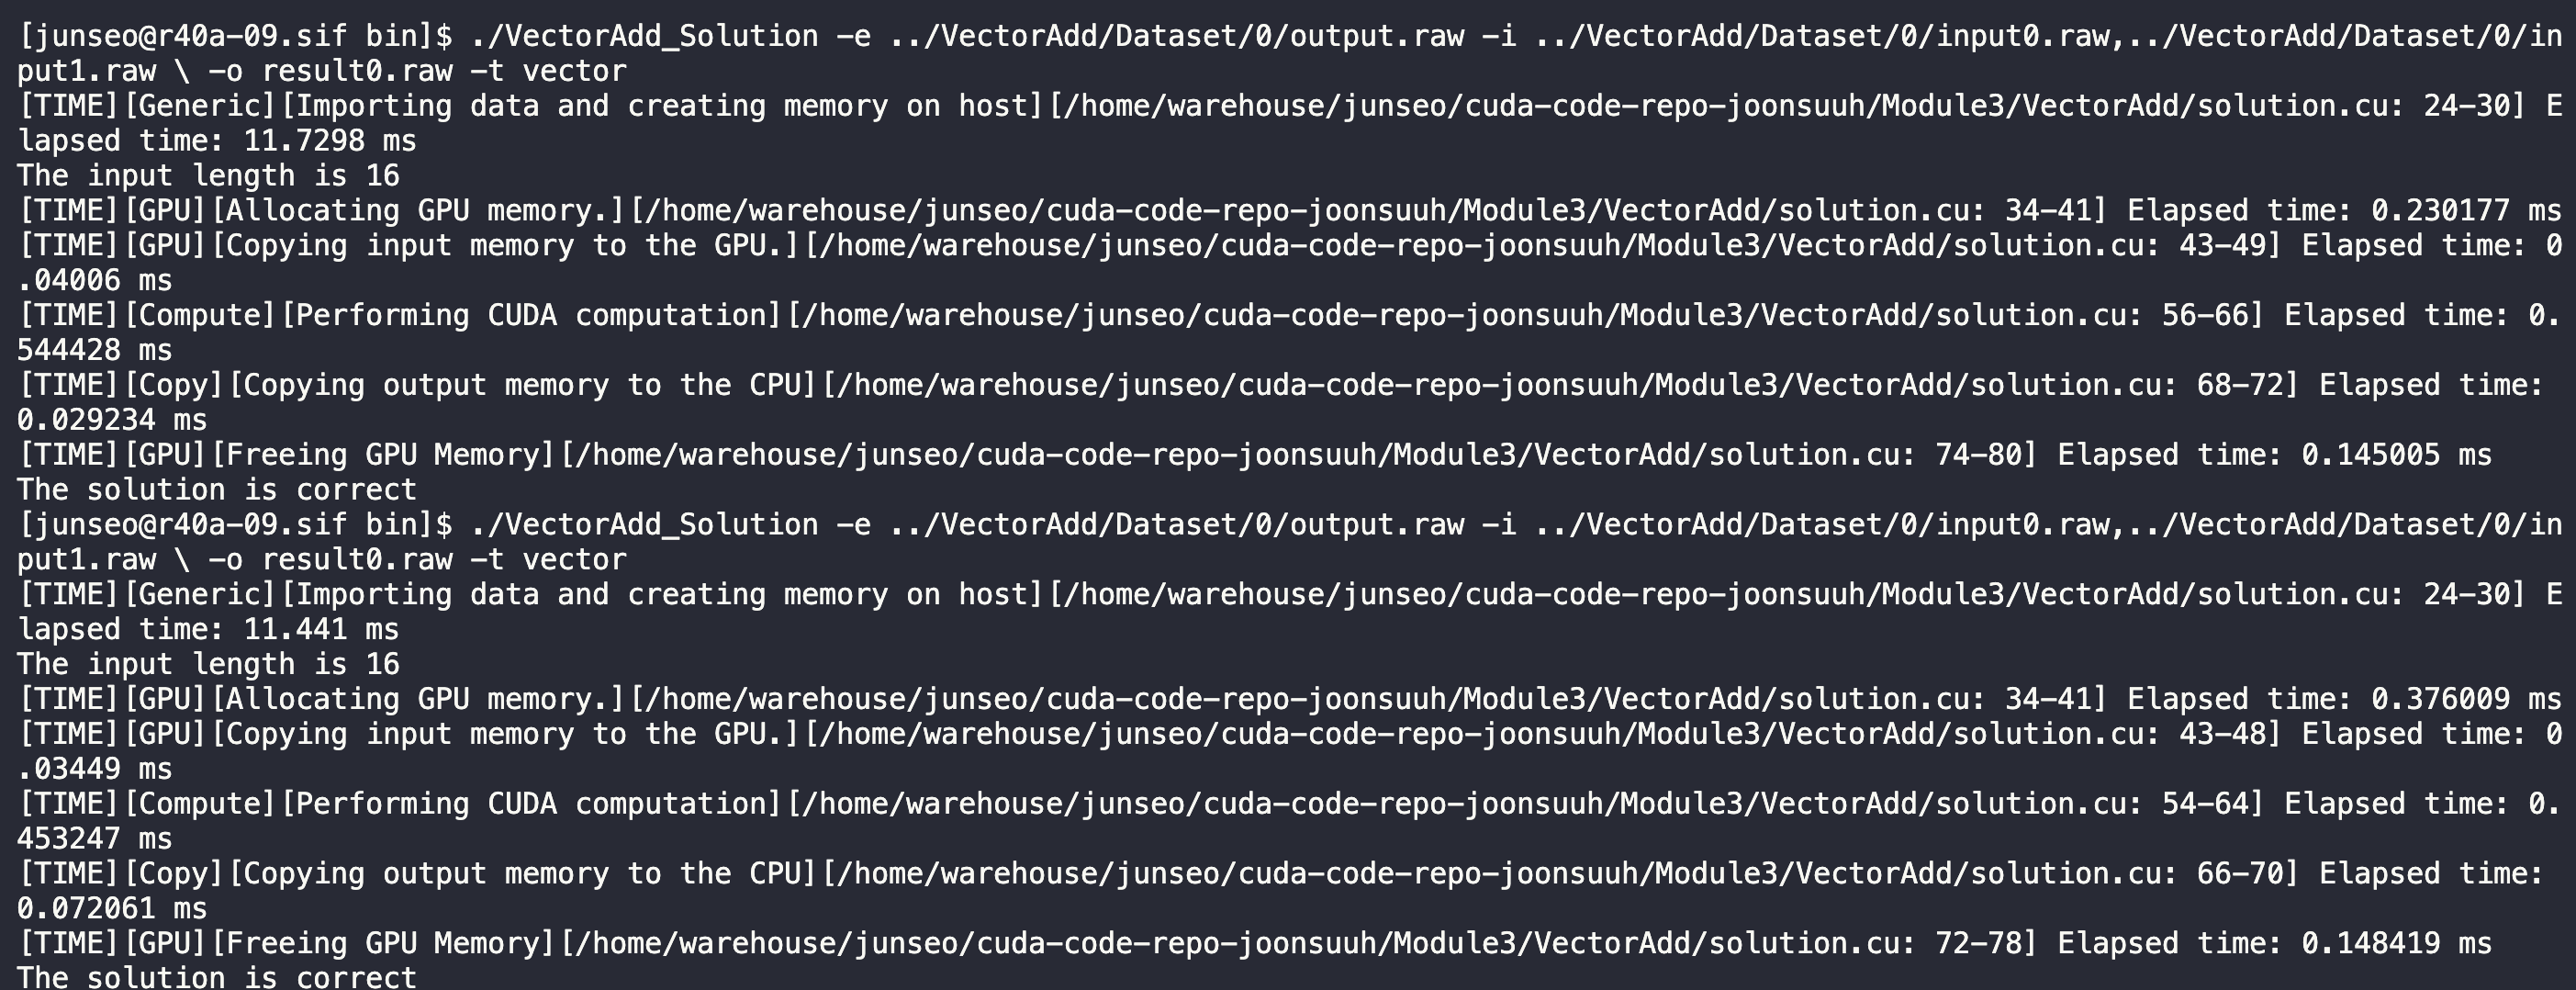 [junseo@r40a-09.sif bin]$ ./VectorAdd_Solution -e ../VectorAdd/Dataset/0/output.raw -i ../VectorAdd/Dataset/0/input0.raw,../VectorAdd/Dataset/0/in
put1.raw \ -o result0.raw -t vector
[TIME][Generic][Importing data and creating memory on host][/home/warehouse/junseo/cuda-code-repo-joonsuuh/Module3/VectorAdd/solution.cu: 24-30] E
lapsed time: 11.7298 ms
The input length is 16
[TIME][GPU][Allocating GPU memory.][/home/warehouse/junseo/cuda-code-repo-joonsuuh/Module3/VectorAdd/solution.cu: 34-41] Elapsed time: 0.230177 ms
[TIME][GPU][Copying input memory to the GPU.][/home/warehouse/junseo/cuda-code-repo-joonsuuh/Module3/VectorAdd/solution.cu: 43-49] Elapsed time: 0
.04006 ms
[TIME][Compute][Performing CUDA computation][/home/warehouse/junseo/cuda-code-repo-joonsuuh/Module3/VectorAdd/solution.cu: 56-66] Elapsed time: 0.
544428 ms
[TIME][Copy][Copying output memory to the CPU][/home/warehouse/junseo/cuda-code-repo-joonsuuh/Module3/VectorAdd/solution.cu: 68-72] Elapsed time:
0.029234 ms
[TIME][GPU][Freeing GPU Memory][/home/warehouse/junseo/cuda-code-repo-joonsuuh/Module3/VectorAdd/solution.cu: 74-80] Elapsed time: 0.145005 ms
The solution is correct
[junseo@r40a-09.sif bin]$ ./VectorAdd_Solution -e ../VectorAdd/Dataset/0/output.raw -i ../VectorAdd/Dataset/0/input0.raw,../VectorAdd/Dataset/0/in
put1.raw \ -o result0.raw -t vector
[TIME][Generic][Importing data and creating memory on host][/home/warehouse/junseo/cuda-code-repo-joonsuuh/Module3/VectorAdd/solution.cu: 24-30] E
lapsed time: 11.441 ms
The input length is 16
[TIME][GPU][Allocating GPU memory.][/home/warehouse/junseo/cuda-code-repo-joonsuuh/Module3/VectorAdd/solution.cu: 34-41] Elapsed time: 0.376009 ms
[TIME][GPU][Copying input memory to the GPU.][/home/warehouse/junseo/cuda-code-repo-joonsuuh/Module3/VectorAdd/solution.cu: 43-48] Elapsed time: 0
.03449 ms
[TIME][Compute][Performing CUDA computation][/home/warehouse/junseo/cuda-code-repo-joonsuuh/Module3/VectorAdd/solution.cu: 54-64] Elapsed time: 0.
453247 ms
[TIME][Copy][Copying output memory to the CPU][/home/warehouse/junseo/cuda-code-repo-joonsuuh/Module3/VectorAdd/solution.cu: 66-70] Elapsed time:
0.072061 ms
[TIME][GPU][Freeing GPU Memory][/home/warehouse/junseo/cuda-code-repo-joonsuuh/Module3/VectorAdd/solution.cu: 72-78] Elapsed time: 0.148419 ms
The solution is correct